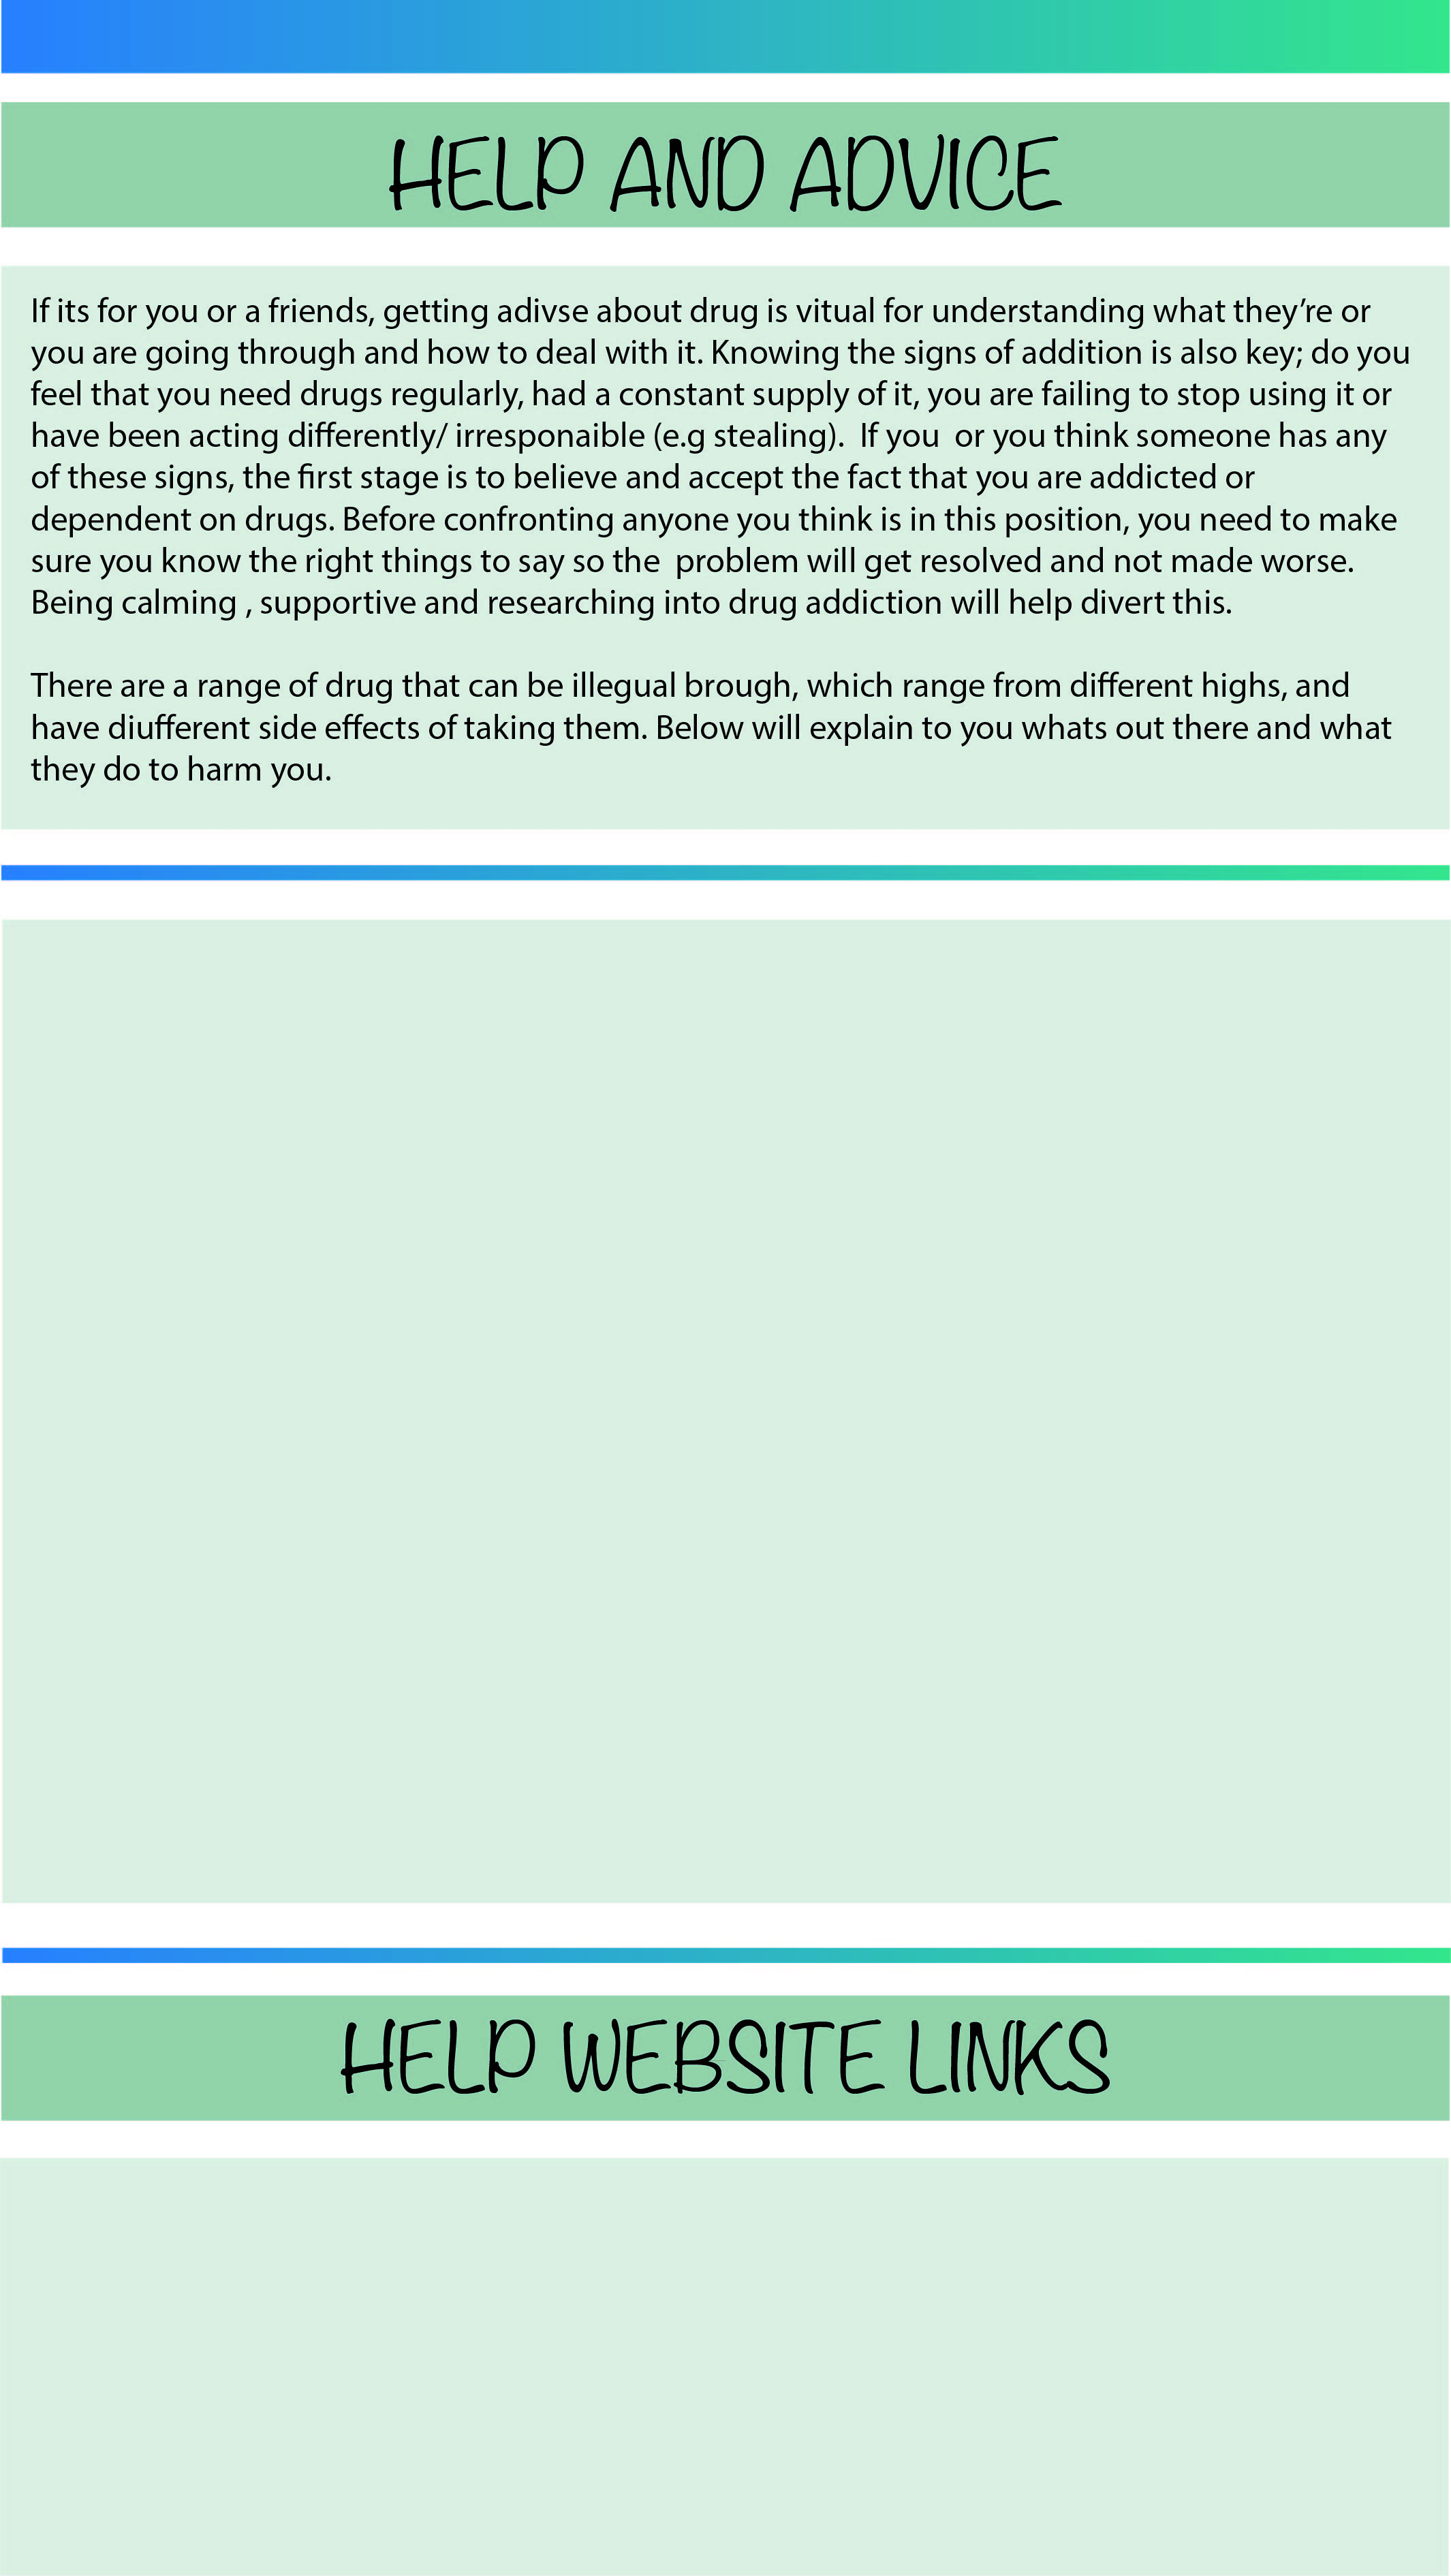 HELP AND ADVICE
If its for you or a friends, getting adivse about drug is vitual for understanding what they’re or
you are going through and how to deal with it. Knowing the signs of addition is also key; do you
feel that you need drugs regularly, had a constant supply of it, you are failing to stop using it or
have been acting differently/ irresponaible (e.g stealing).  If you  or you think someone has any
of these signs, the first stage is to believe and accept the fact that you are addicted or
dependent on drugs. Before confronting anyone you think is in this position, you need to make
sure you know the right things to say so the  problem will get resolved and not made worse.
Being calming , supportive and researching into drug addiction will help divert this.
There are a range of drug that can be illegual brough, which range from different highs, and
have diufferent side effects of taking them. Below will explain to you whats out there and what
they do to harm you.
HELP WEBSITE LINKS